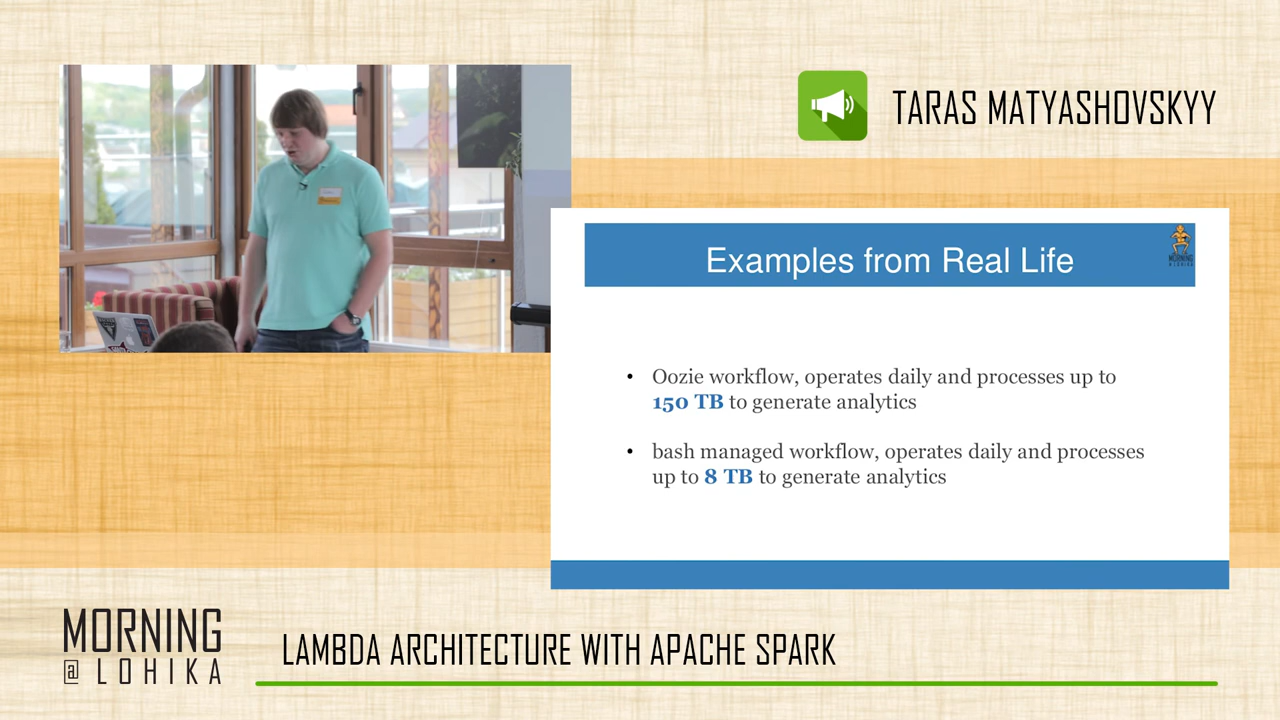 TARAS MATYASHOVSKYY
Examples from Real Life
MORNING
@ LOHIKA
• Oozie workflow, operates daily and processes up to
150 TB to generate analytics
• bash managed workflow, operates daily and processes
up to 8 TB to generate analytics
MORNING
@ LOHIKA
LAMBDA ARCHITECTURE WITH APACHE SPARK